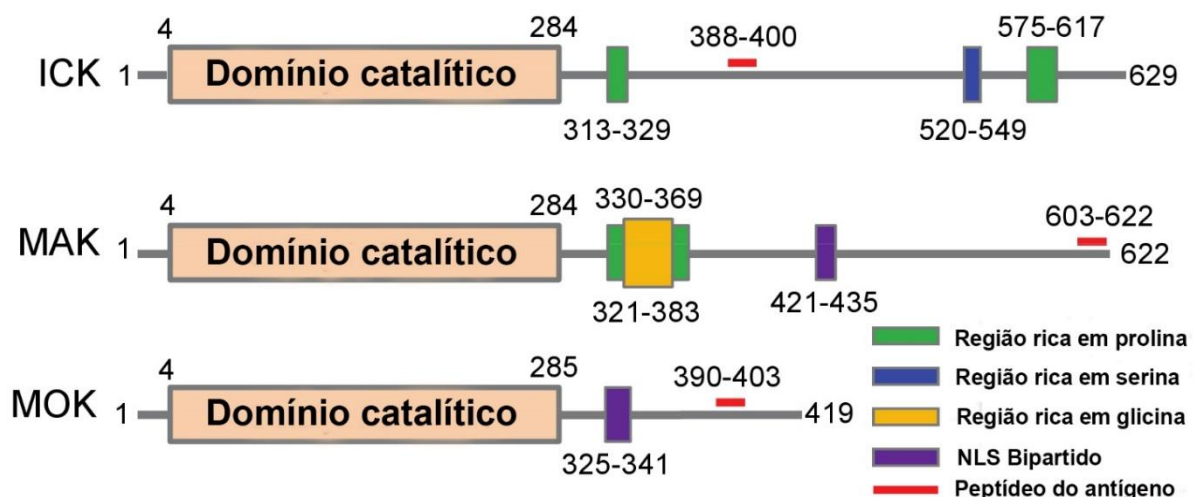 4 284 388-400 575-617
ICK 1 Domínio catalítico 629
313-329 520-549
4 284 330-369 603-622
MAK 1 Domínio catalítico 622
321-383 421-435
4 285 390-403
MOK 1 Domínio catalítico 419
325-341
Região rica em prolina
Região rica em serina
Região rica em glicina
NLS Bipartido
Peptídeo do antígeno